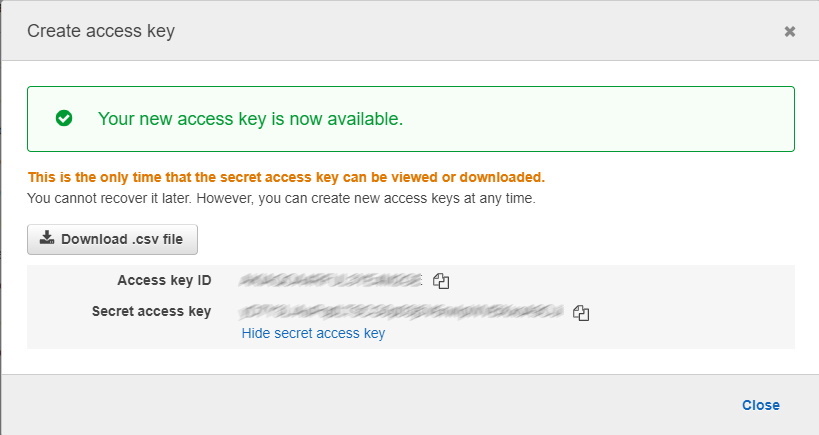 Create access key
Your new access key is now available.
This is the only time that the secret access key can be viewed or downloaded.
You cannot recover it later. However, you can create new access keys at any time.
Download .csv file
Access key ID
Secret access key
Hide secret access key
Close